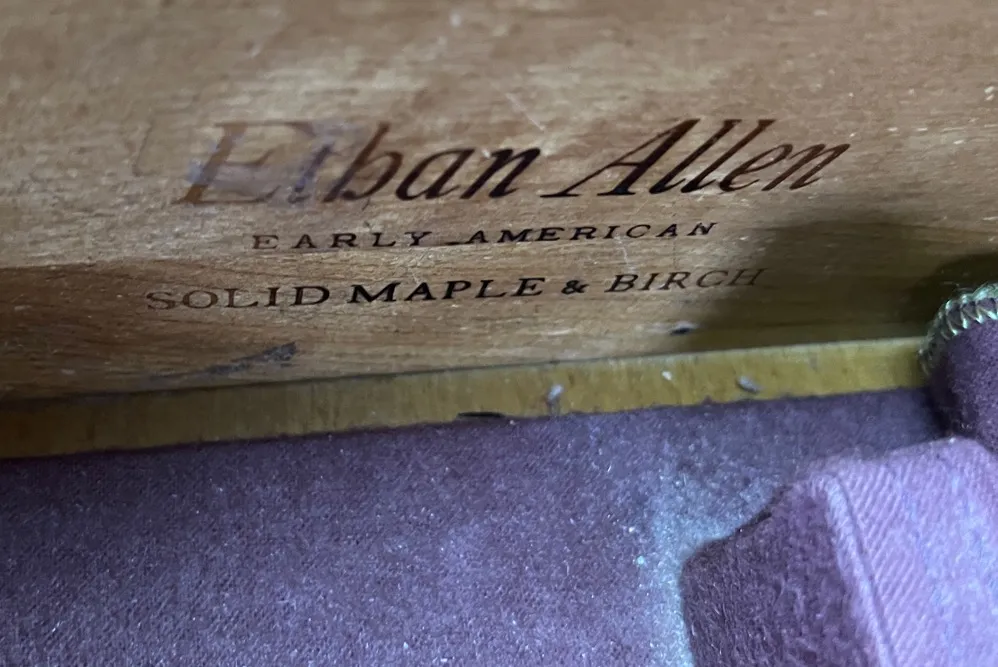 Ethan Allen
EARLY AMERICAN
SOLID MAPLE & BIRCH